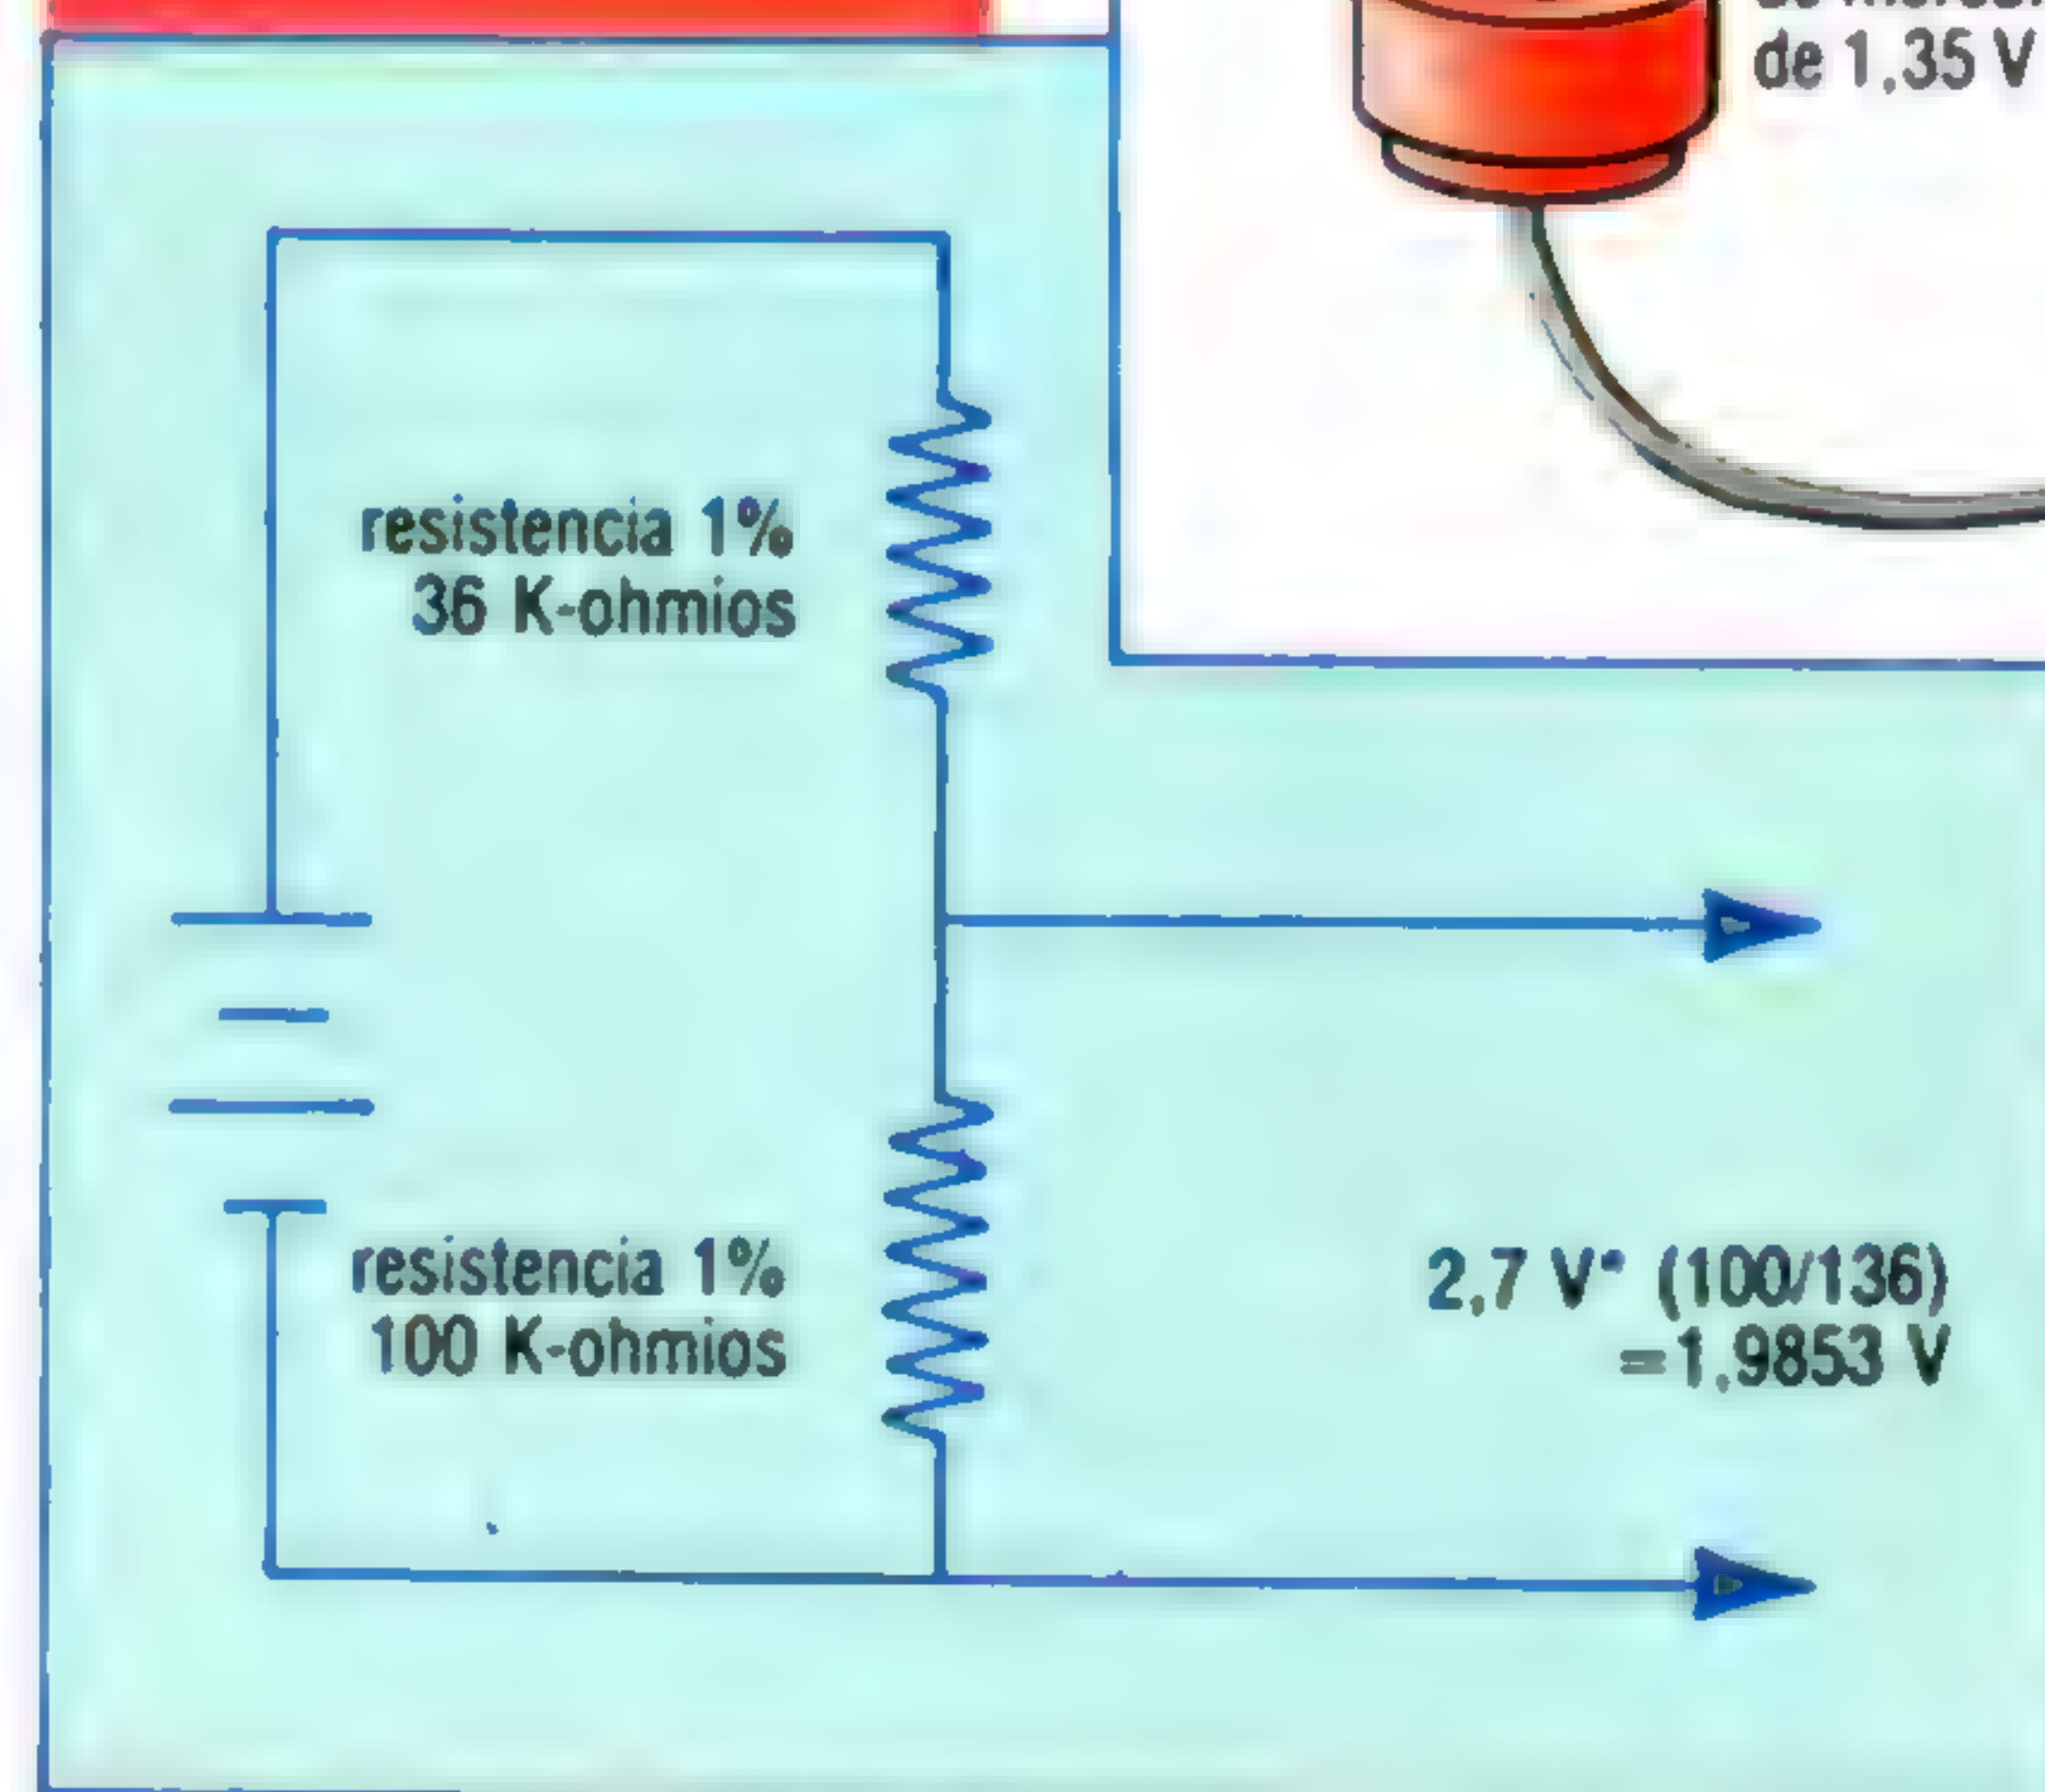 de 1,35 V
resistencia 1%
36 K-ohmios
resistencia 1%
100 K-ohmios
2,7 V* (100/136)
=1,9853 V